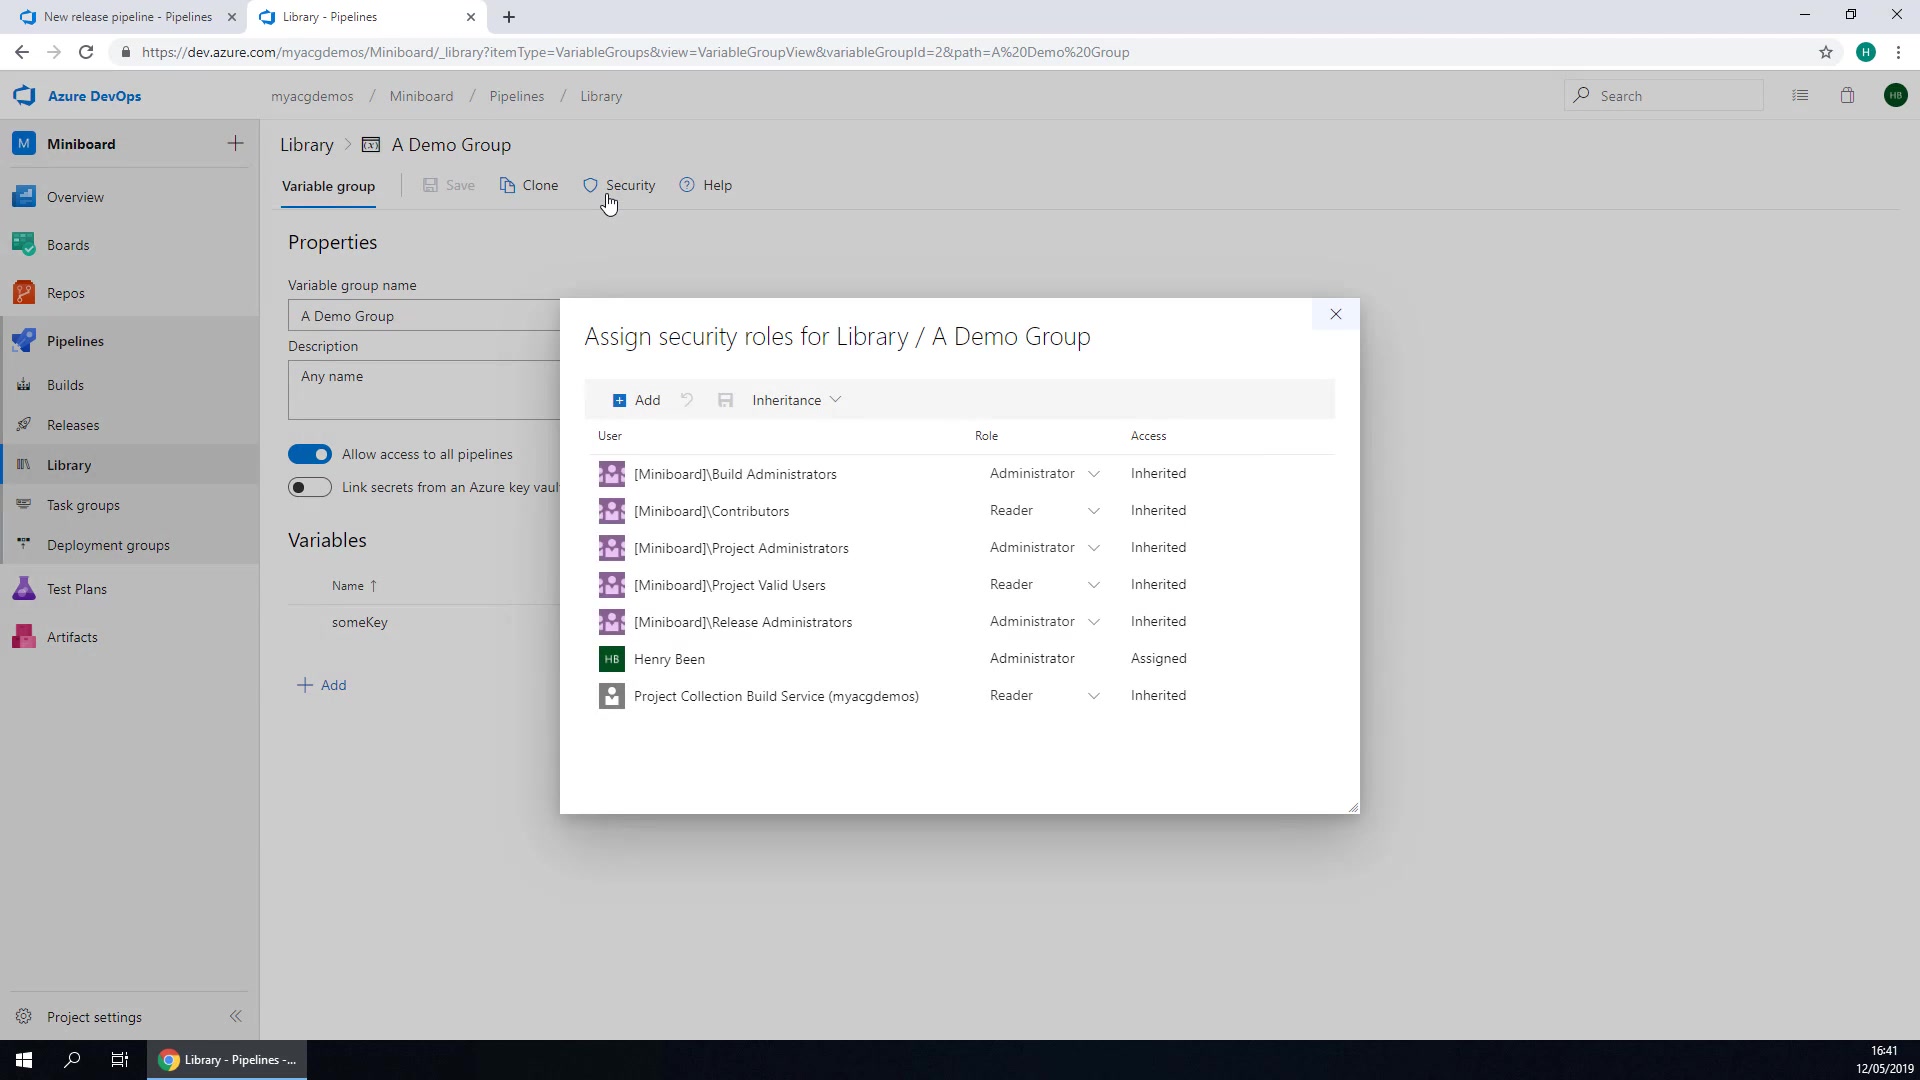 New release pipeline - Pipelines
Library - Pipelines
https://dev.azure.com/myacgdemos/Miniboard/_library?itemType=VariableGroups&view=VariableGroupView&variableGroupId=2&path=A%20Demo%20Group
H
Azure DevOps
myacgdemos / Miniboard / Pipelines / Library
Search
HB
M Miniboard
Library > A Demo Group
Variable group
Save
Clone
Security
Help
Overview
Boards
Repos
Pipelines
Builds
Releases
Library
Task groups
Deployment groups
Test Plans
Artifacts
Project settings
Properties
Variable group name
A Demo Group
Description
Any name
Allow access to all pipelines
Link secrets from an Azure key vaul
Variables
Name ↑
someKey
Add
Assign security roles for Library / A Demo Group
Add
Inheritance
User Role Access
[Miniboard]\Build Administrators Administrator Inherited
[Miniboard]\Contributors Reader Inherited
[Miniboard]\Project Administrators Administrator Inherited
[Miniboard]\Project Valid Users Reader Inherited
[Miniboard]\Release Administrators Administrator Inherited
HB Henry Been Administrator Assigned
Project Collection Build Service (myacgdemos) Reader Inherited
Library - Pipelines -...
16:41
12/05/2019